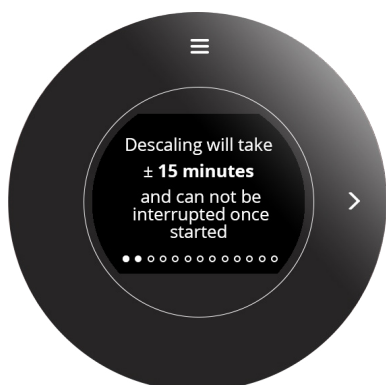 Descaling will take
± 15 minutes
and can not be
interrupted once
started